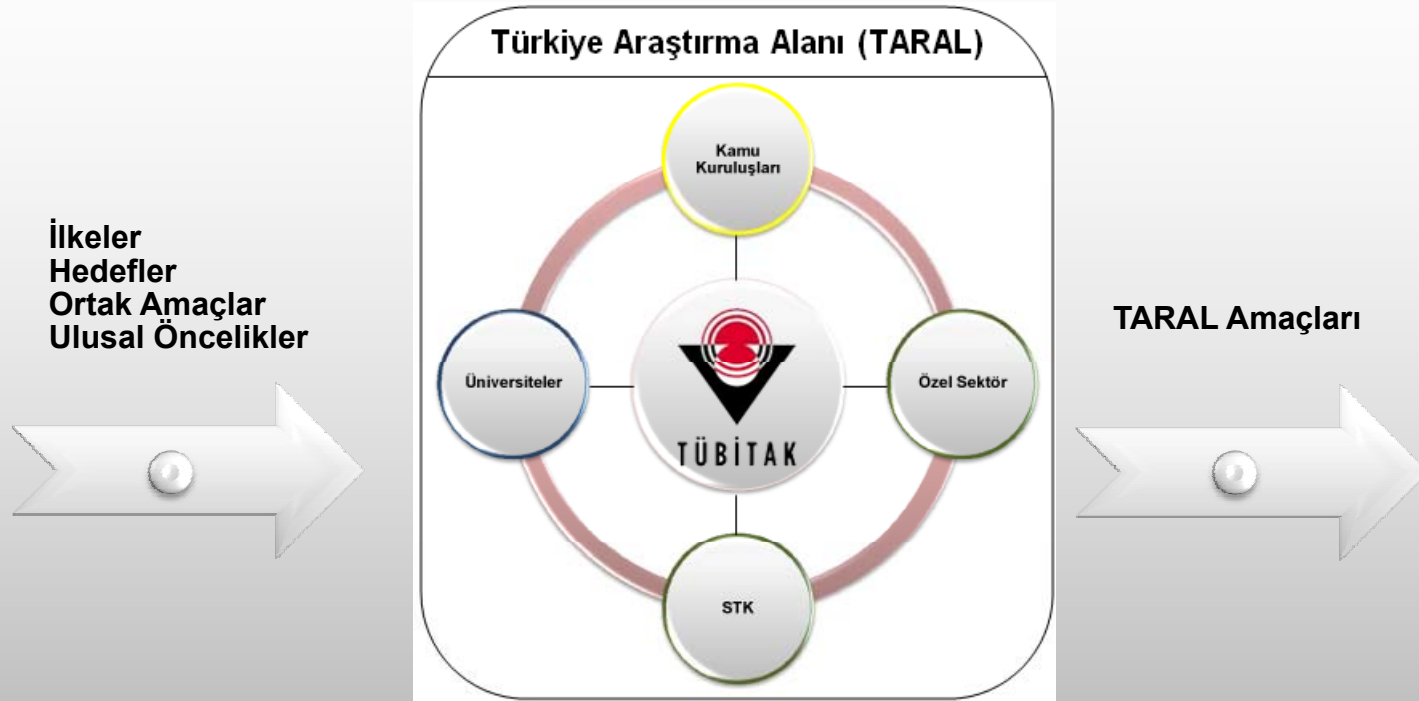 Türkiye Araştırma Alanı (TARAL)
Kamu
Kuruluşları
İlkeler
Hedefler
Ortak Amaçlar
Ulusal Öncelikler
TARAL Amaçları
Üniversiteler
Özel Sektör
TÜBİTAK
STK